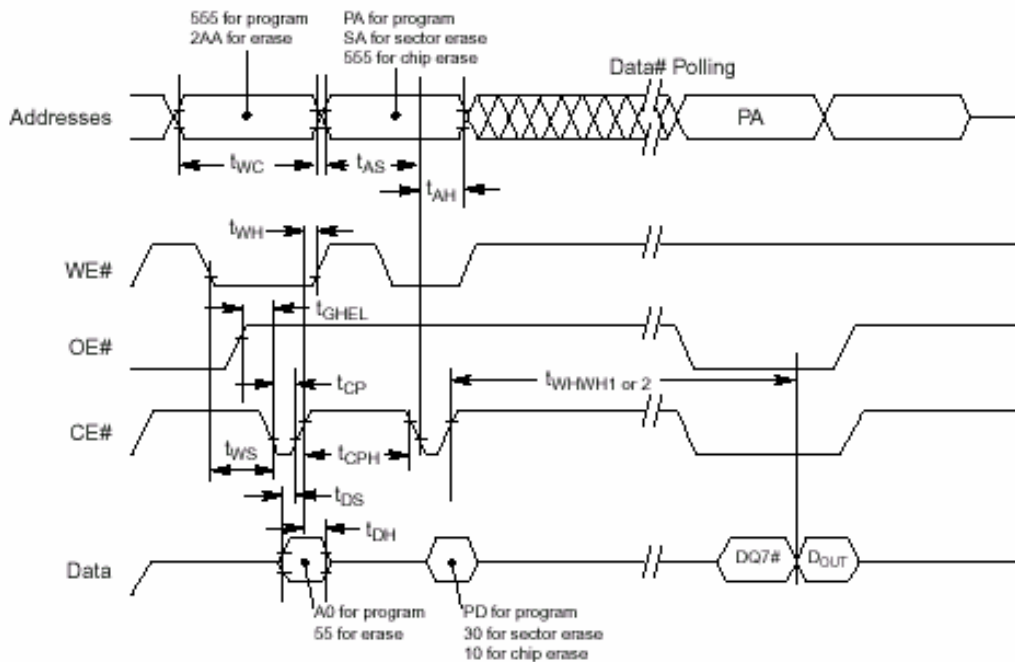 555 for program
2AA for erase
PA for program
SA for sector erase
555 for chip erase
Data# Polling
Addresses
PA
tWC
tAS
tAH
tWH
WE#
tGHEL
OE#
tCP
tWHWH1 or 2
CE#
tWS
tCPH
tDS
tDH
Data
DQ7#
DOUT
A0 for program
55 for erase
PD for program
30 for sector erase
10 for chip erase